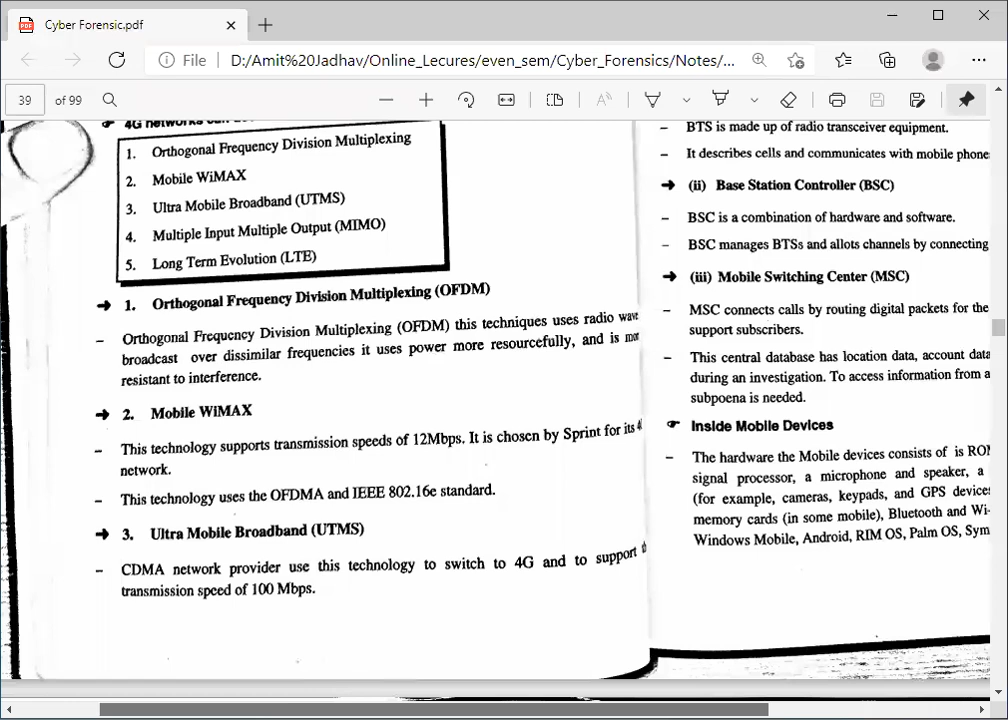 Cyber Forensic.pdf
File
D:/Amit%20Jadhav/Online_Lecures/even_sem/Cyber_Forensics/Notes/...
39 of 99
4G networks can
1. Orthogonal Frequency Division Multiplexing
2. Mobile WiMAX
3. Ultra Mobile Broadband (UTMS)
4. Multiple Input Multiple Output (MIMO)
5. Long Term Evolution (LTE)
➔ 1. Orthogonal Frequency Division Multiplexing (OFDM)
– Orthogonal Frequency Division Multiplexing (OFDM) this techniques uses radio wave
broadcast over dissimilar frequencies it uses power more resourcefully, and is
resistant to interference.
➔ 2. Mobile WiMAX
– This technology supports transmission speeds of 12Mbps. It is chosen by Sprint for its
network.
– This technology uses the OFDMA and IEEE 802.16e standard.
➔ 3. Ultra Mobile Broadband (UTMS)
– CDMA network provider use this technology to switch to 4G and to support
transmission speed of 100 Mbps.
– BTS is made up of radio transceiver equipment.
– It describes cells and communicates with mobile phone
➔ (ii) Base Station Controller (BSC)
– BSC is a combination of hardware and software.
– BSC manages BTSs and allots channels by connecting
➔ (iii) Mobile Switching Center (MSC)
– MSC connects calls by routing digital packets for the
support subscribers.
– This central database has location data, account data
during an investigation. To access information from a
subpoena is needed.
☞ Inside Mobile Devices
– The hardware the Mobile devices consists of is RO
signal processor, a microphone and speaker, a
(for example, cameras, keypads, and GPS devices
memory cards (in some mobile), Bluetooth and Wi-
Windows Mobile, Android, RIM OS, Palm OS, Sym